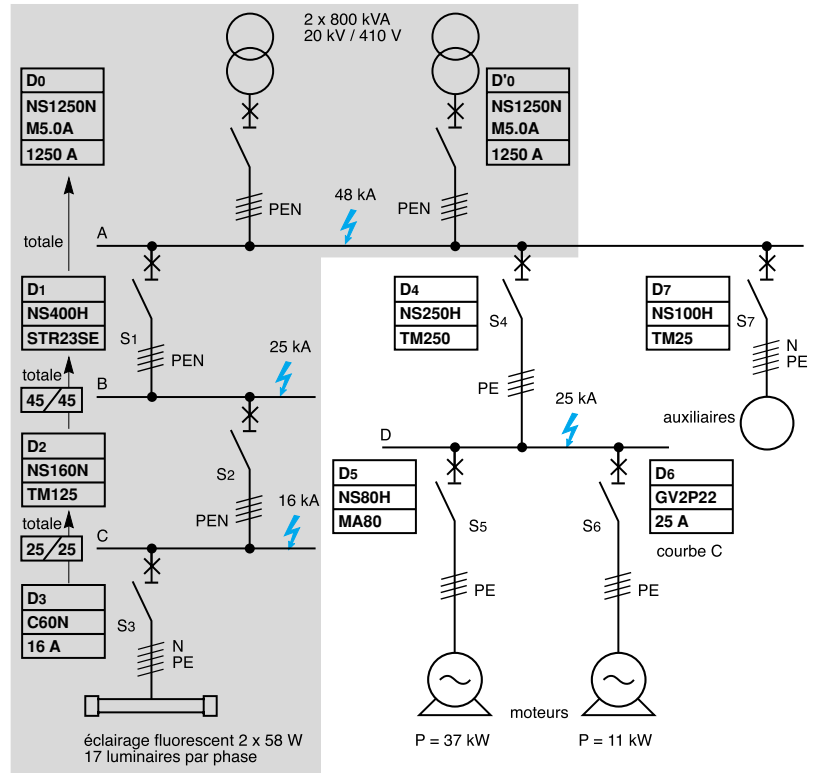 2 x 800 kVA
20 kV / 410 V
D0
NS1250N
M5.0A
1250 A
D'0
NS1250N
M5.0A
1250 A
PEN
PEN
48 kA
totale
A
D1
NS400H
STR23SE
S1
PEN
D4
NS250H
TM250
S4
PE
D7
NS100H
TM25
S7
N
PE
auxiliaires
totale
45/45
B
25 kA
D2
NS160N
TM125
S2
PEN
25 kA
D
D5
NS80H
MA80
S5
PE
D6
GV2P22
25 A
courbe C
S6
PE
totale
25/25
C
16 kA
D3
C60N
16 A
S3
N
PE
moteurs
P = 37 kW
P = 11 kW
éclairage fluorescent 2 x 58 W
17 luminaires par phase